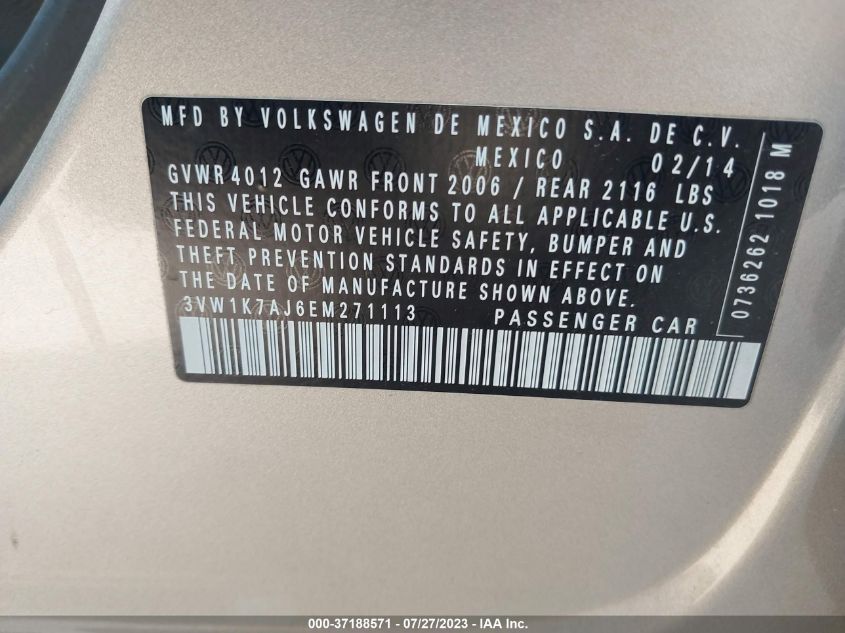 MFD BY VOLKSWAGEN DE MEXICO S.A. DE C.V.
MEXICO 02/14
GVWR 4012 GAWR FRONT 2006 / REAR 2116 LBS
THIS VEHICLE CONFORMS TO ALL APPLICABLE U.S.
FEDERAL MOTOR VEHICLE SAFETY, BUMPER AND
THEFT PREVENTION STANDARDS IN EFFECT ON
THE DATE OF MANUFACTURE SHOWN ABOVE.
3VW1K7AJ6EM271113 PASSENGER CAR
0736262 1018 M
000-37188571 / 07/27/2023 - IAA Inc.